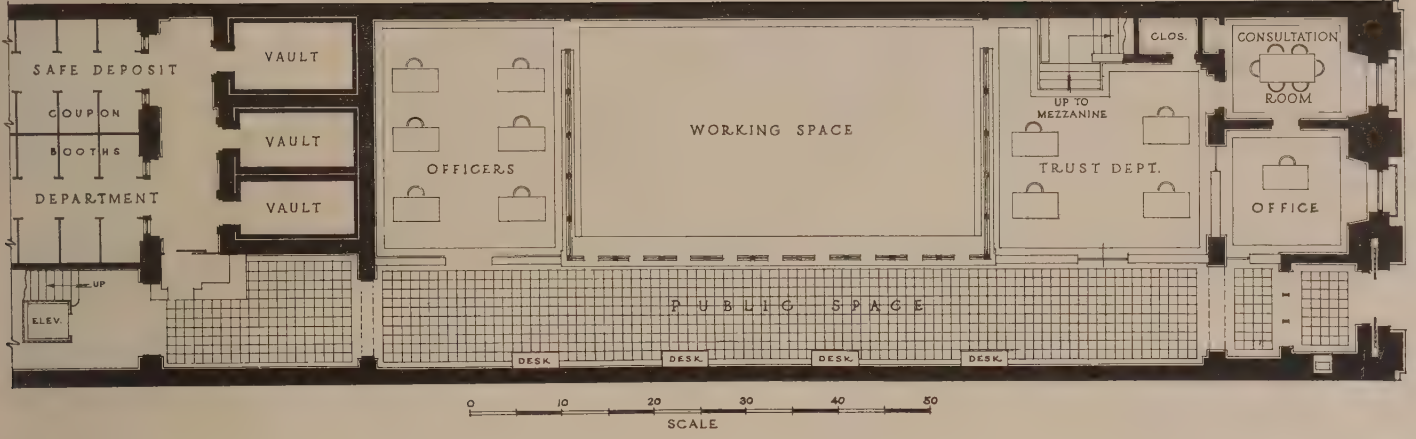 SAFE DEPOSIT
COUPON
BOOTHS
DEPARTMENT
UP
ELEV.
VAULT
VAULT
VAULT
OFFICERS
WORKING SPACE
UP TO
MEZZANINE
TRUST DEPT.
CLOS.
CONSULTATION
ROOM
OFFICE
PUBLIC SPACE
DESK
DESK
DESK
DESK
0 10 20 30 40 50
SCALE